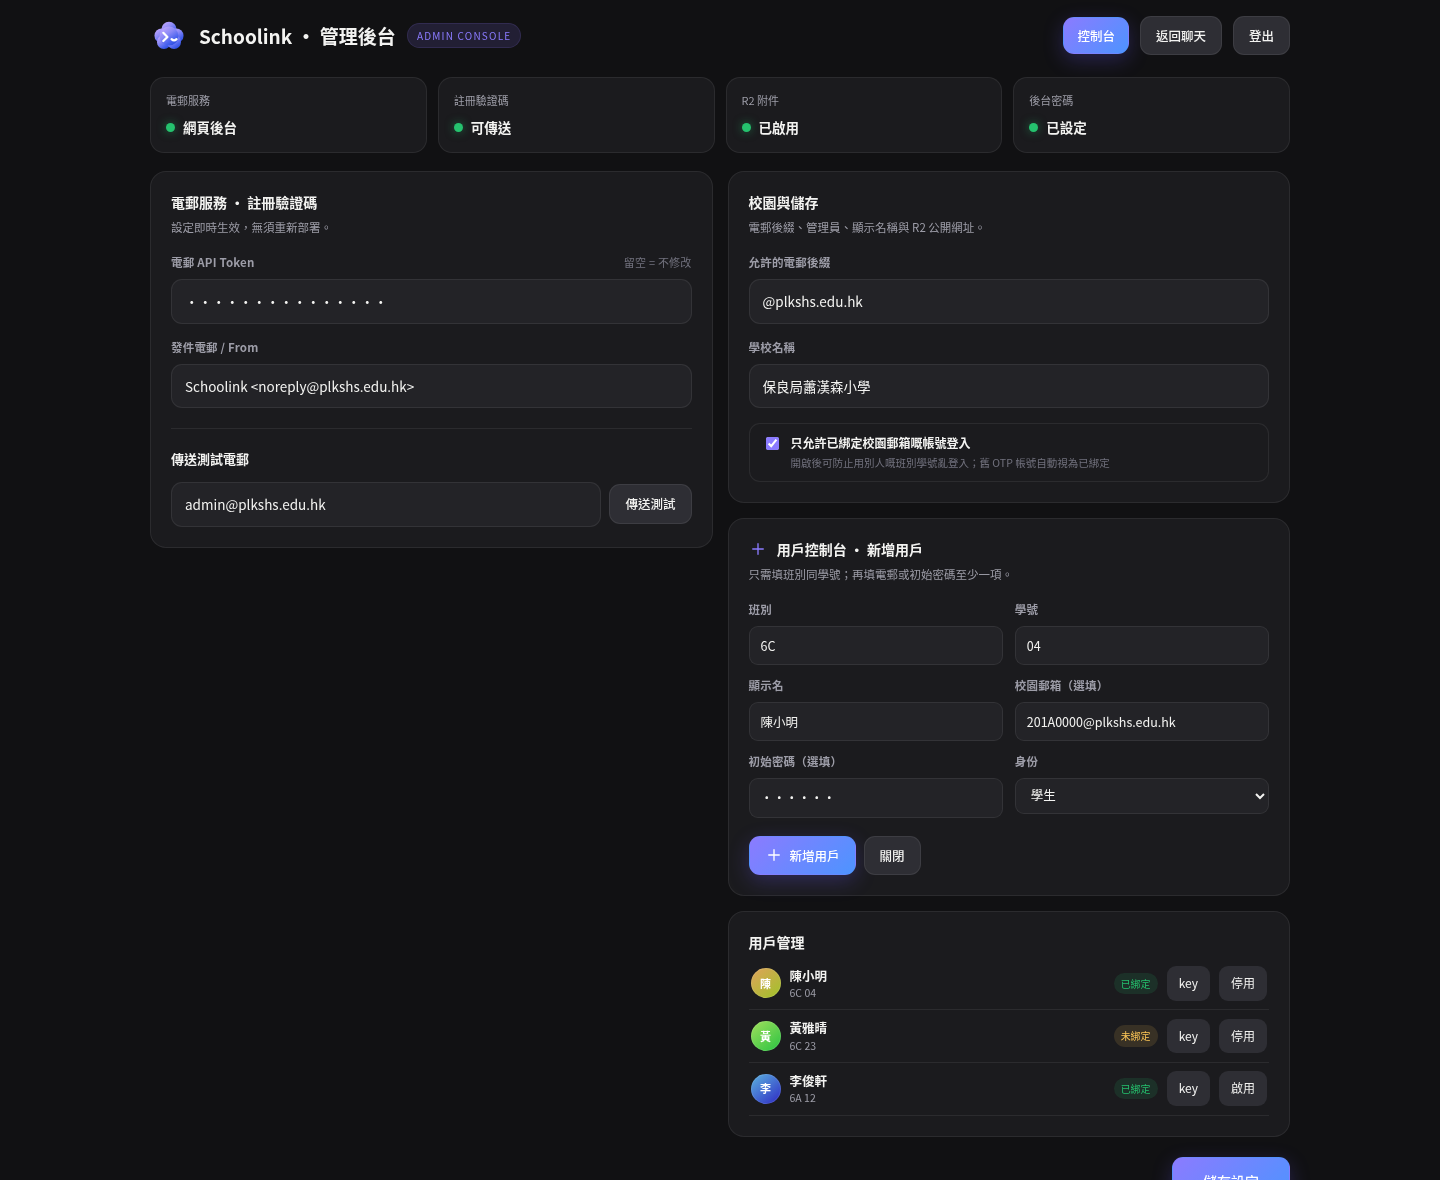 Schoolink · 管理後台 ADMIN CONSOLE 控制台 返回聊天 登出
電郵服務
網頁後台
註冊驗證碼
可傳送
R2 附件
已啟用
後台密碼
已設定
電郵服務 · 註冊驗證碼
設定即時生效，無須重新部署。
電郵 API Token 留空 = 不修改
發件電郵 / From
Schoolink <noreply@plkshs.edu.hk>
傳送測試電郵
admin@plkshs.edu.hk 傳送測試
校園與儲存
電郵後綴、管理員、顯示名稱與 R2 公開網址。
允許的電郵後綴
@plkshs.edu.hk
學校名稱
保良局蕭漢森小學
只允許已綁定校園郵箱嘅帳號登入
開啟後可防止用別人嘅班別學號亂登入；舊 OTP 帳號自動視為已綁定
用戶控制台 · 新增用戶
只需填班別同學號；再填電郵或初始密碼至少一項。
班別 學號
6C 04
顯示名 校園郵箱（選填）
陳小明 201A0000@plkshs.edu.hk
初始密碼（選填） 身份
學生
新增用戶 關閉
用戶管理
陳 陳小明 已綁定 key 停用
6C 04
黃 黃雅晴 未綁定 key 停用
6C 23
李 李俊軒 已綁定 key 啟用
6A 12
儲存設定